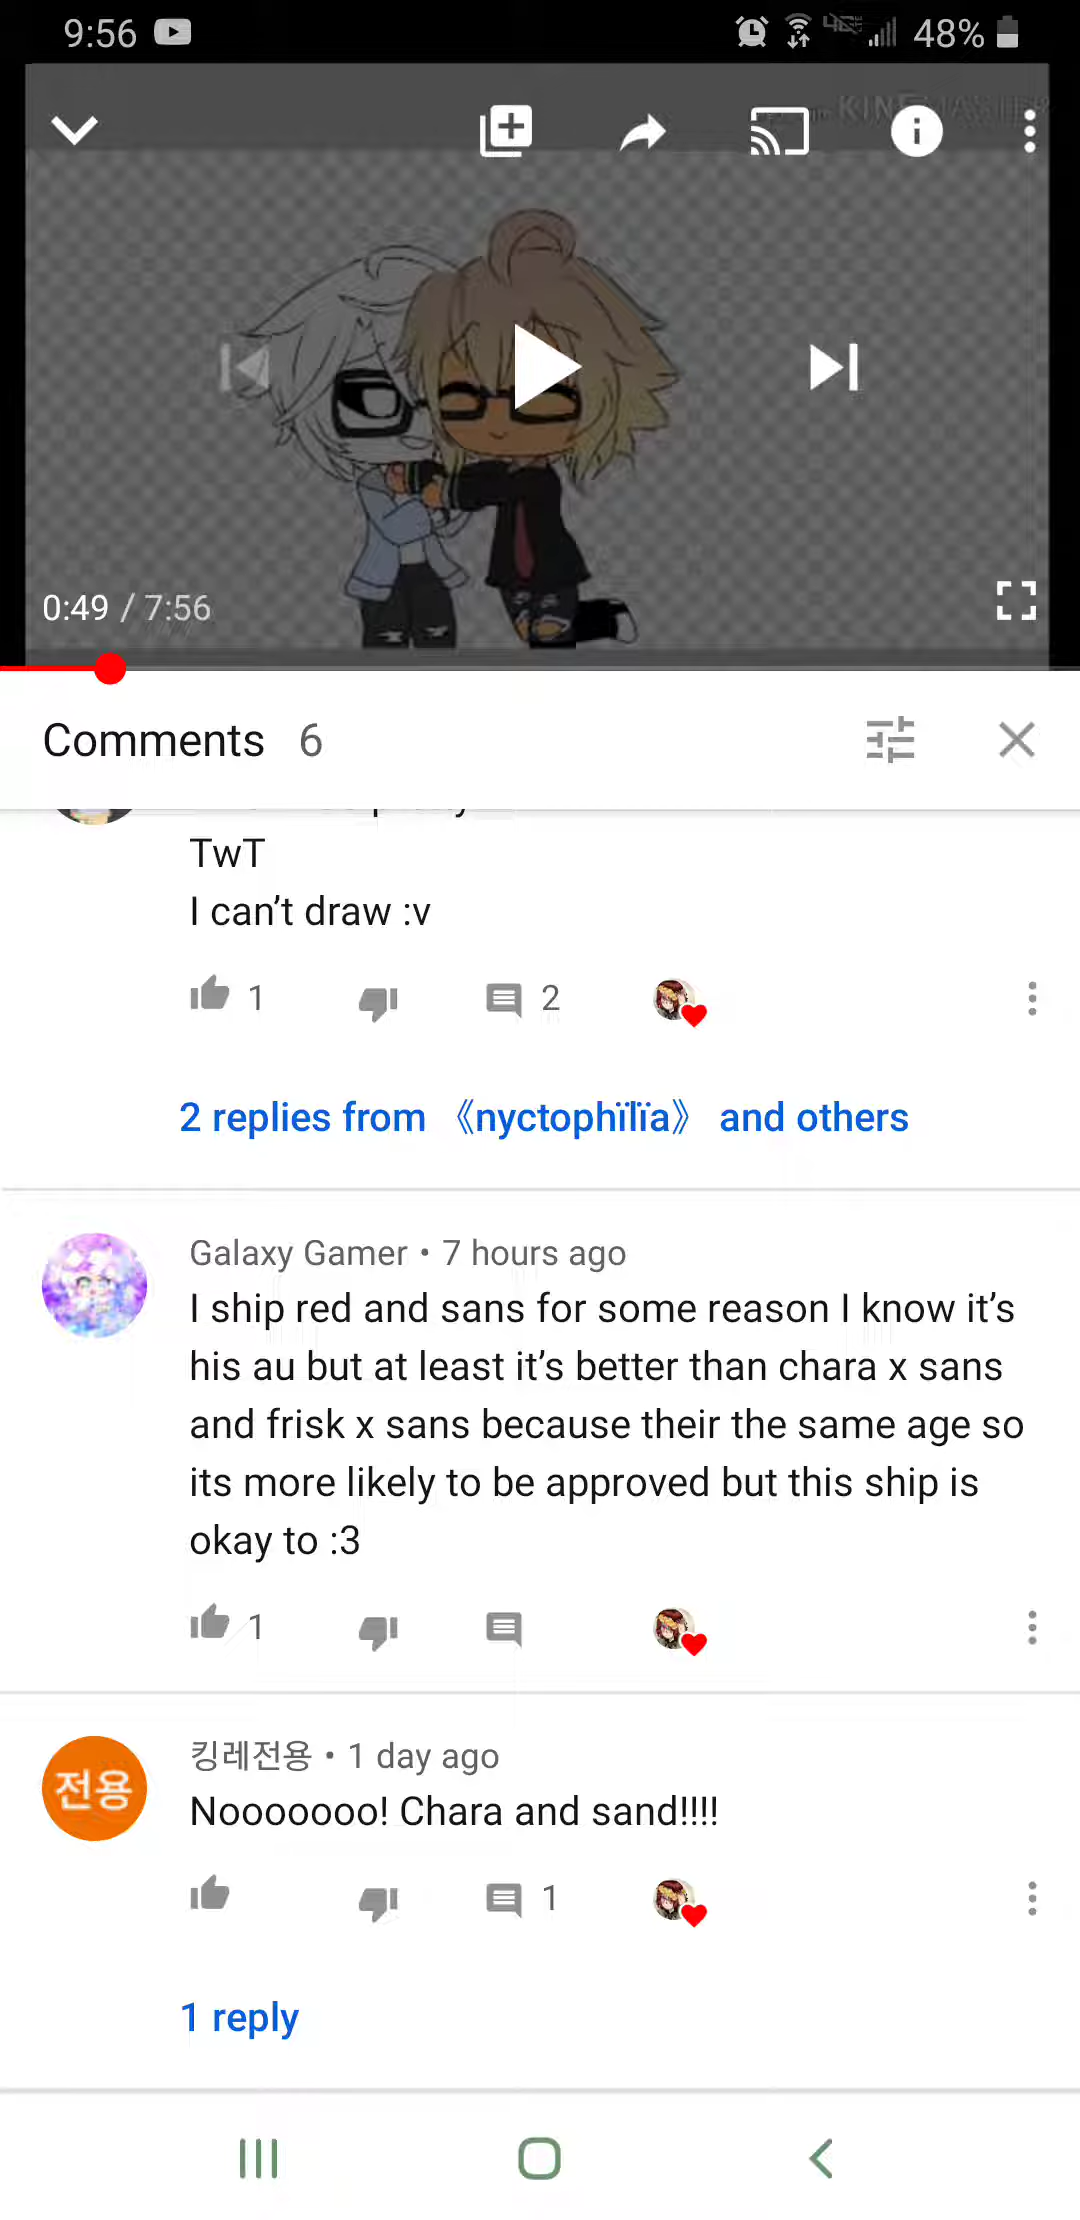 9:56 48%
KINEMASTER
0:49 / 7:56
Comments 6
TwT
I can’t draw :v
1 2
2 replies from 《nyctophïlïa》 and others
Galaxy Gamer • 7 hours ago
I ship red and sans for some reason I know it’s
his au but at least it’s better than chara x sans
and frisk x sans because their the same age so
its more likely to be approved but this ship is
okay to :3
1
전용
킹레전용 • 1 day ago
Nooooooo! Chara and sand!!!!
1
1 reply